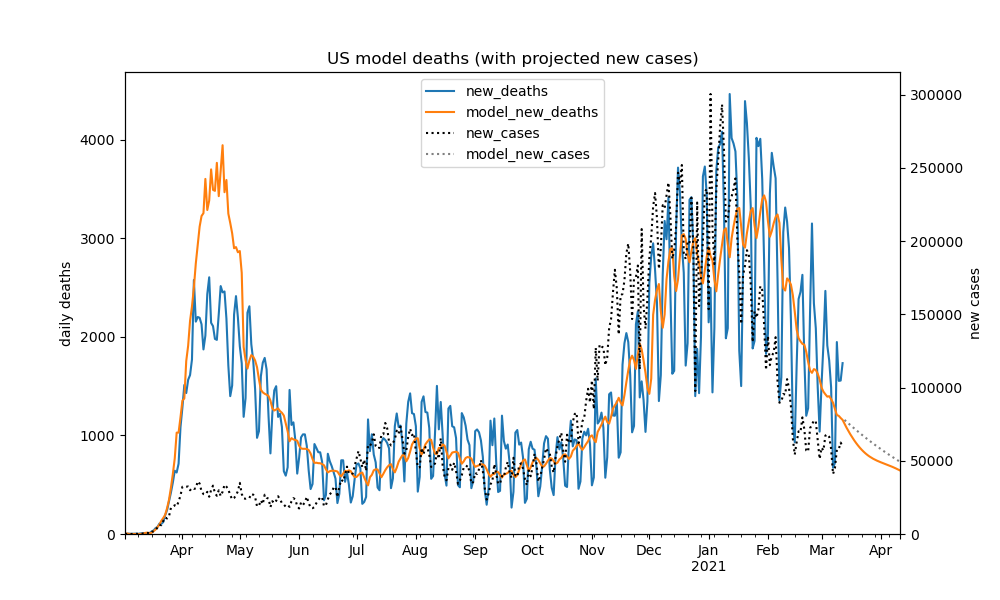 US model deaths (with projected new cases)
new_deaths
model_new_deaths
new_cases
model_new_cases
daily deaths
4000
3000
2000
1000
0
300000
250000
200000
150000
100000
50000
0
new cases
Apr May Jun Jul Aug Sep Oct Nov Dec Jan Feb Mar Apr
2021